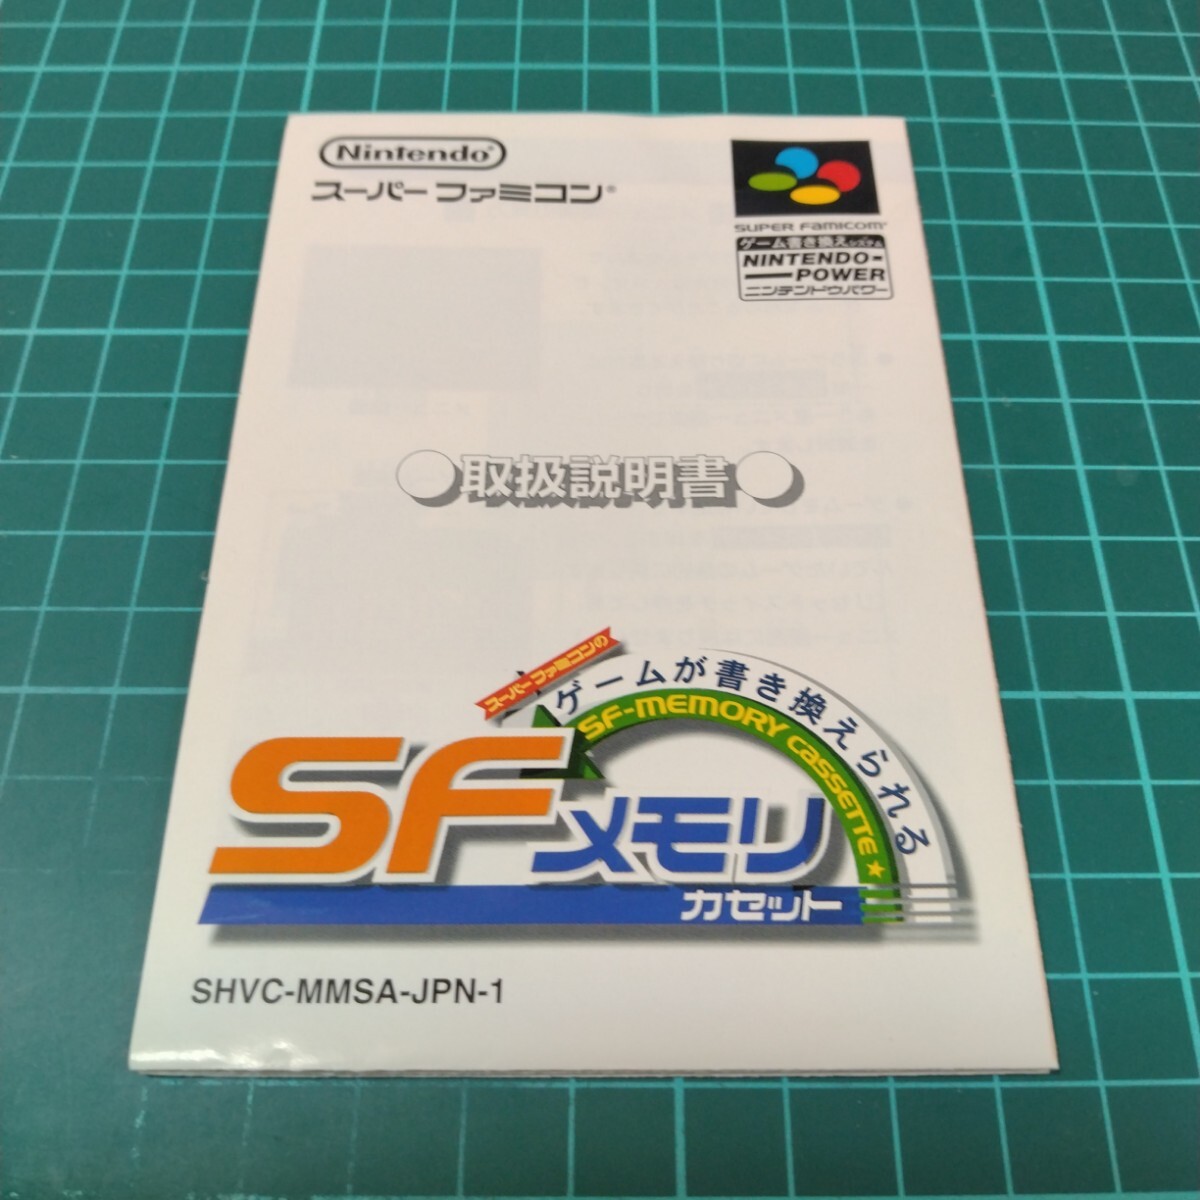 Nintendo®
スーパーファミコン®
SUPER FAMICOM®
ゲーム書き換えシステム
NINTENDO-
POWER
ニンテンドウパワー
●取扱説明書●
スーパーファミコンの
ゲームが書き換えられる
SF-MEMORY CASSETTE★
SFメモリ
カセット
SHVC-MMSA-JPN-1